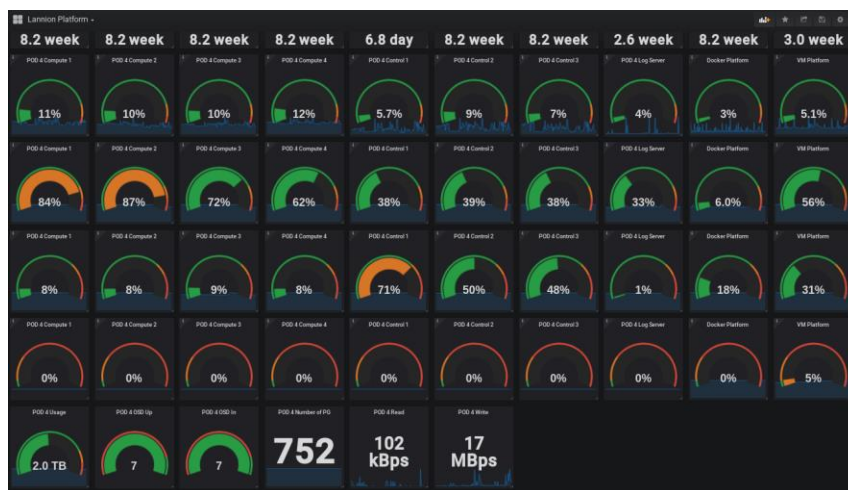 Lannion Platform
8.2 week 8.2 week 8.2 week 8.2 week 6.8 day 8.2 week 8.2 week 2.6 week 8.2 week 3.0 week
POD 4 Compute 1 POD 4 Compute 2 POD 4 Compute 3 POD 4 Compute 4 POD 4 Control 1 POD 4 Control 2 POD 4 Control 3 POD 4 Log Server Docker Platform VM Platform
11% 10% 10% 12% 5.7% 9% 7% 4% 3% 5.1%
POD 4 Compute 1 POD 4 Compute 2 POD 4 Compute 3 POD 4 Compute 4 POD 4 Control 1 POD 4 Control 2 POD 4 Control 3 POD 4 Log Server Docker Platform VM Platform
84% 87% 72% 62% 38% 39% 38% 33% 6.0% 56%
POD 4 Compute 1 POD 4 Compute 2 POD 4 Compute 3 POD 4 Compute 4 POD 4 Control 1 POD 4 Control 2 POD 4 Control 3 POD 4 Log Server Docker Platform VM Platform
8% 8% 9% 8% 71% 50% 48% 1% 18% 31%
POD 4 Compute 1 POD 4 Compute 2 POD 4 Compute 3 POD 4 Compute 4 POD 4 Control 1 POD 4 Control 2 POD 4 Control 3 POD 4 Log Server Docker Platform VM Platform
0% 0% 0% 0% 0% 0% 0% 0% 0% 5%
POD 4 Usage POD 4 OSD Up POD 4 OSD In POD 4 Number of PG POD 4 Read POD 4 Write
2.0 TB 7 7 752 102 kBps 17 MBps